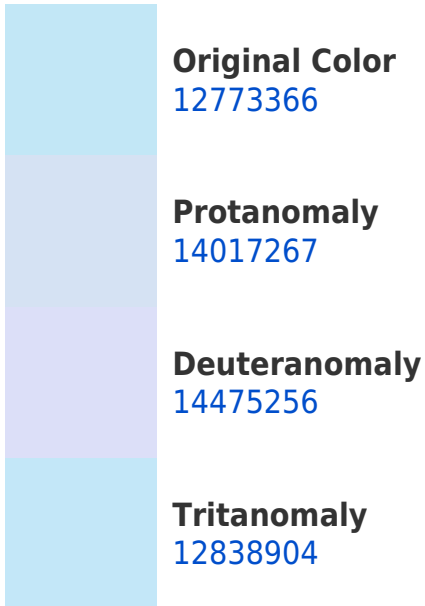 Original Color
12773366
Protanomaly
14017267
Deuteranomaly
14475256
Tritanomaly
12838904